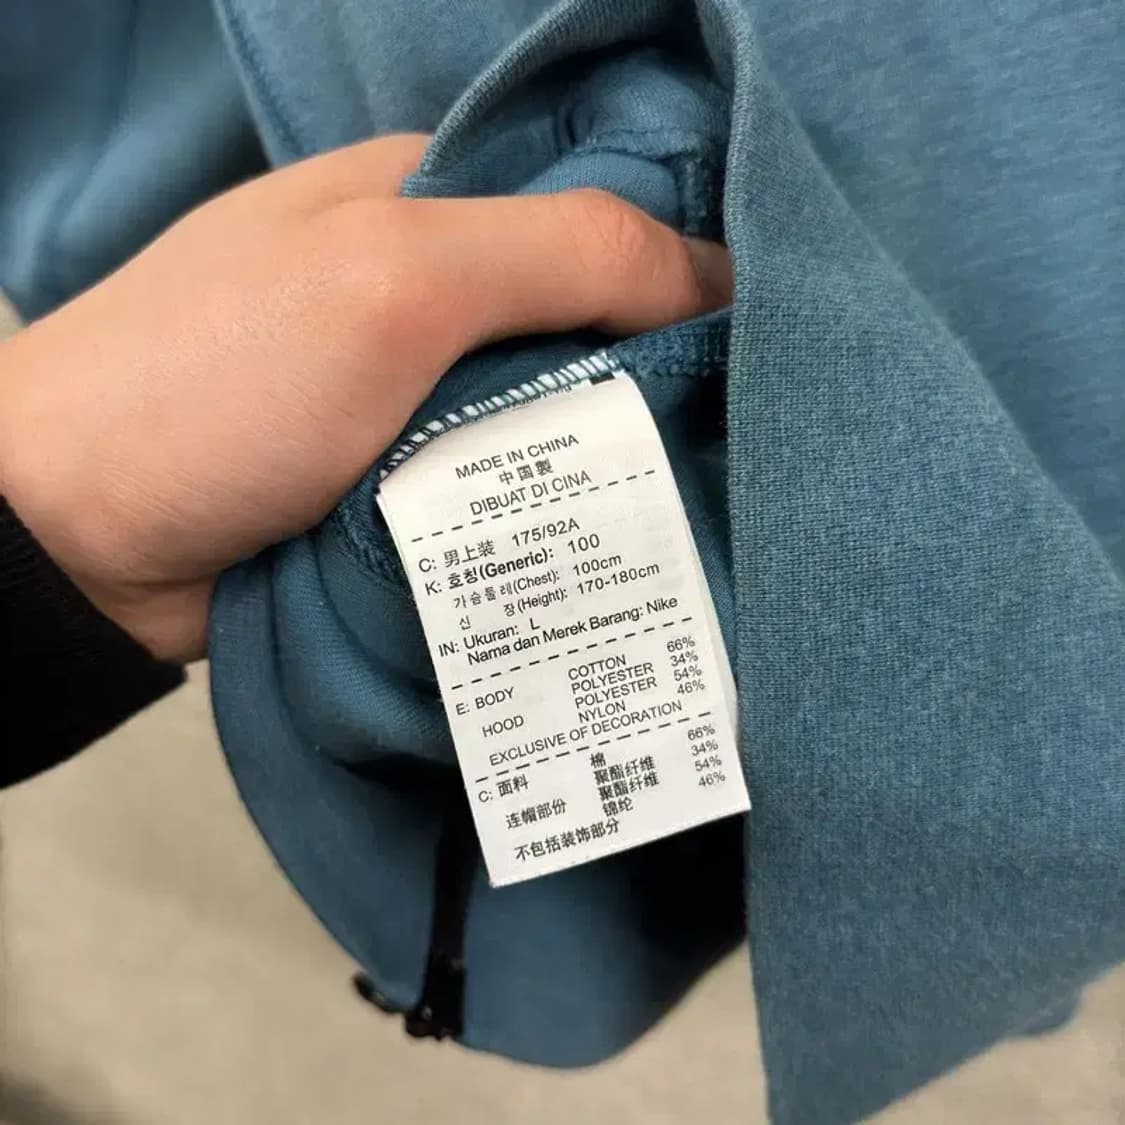 MADE IN CHINA
中国製
DIBUAT DI CINA
C: 男上装 175/92A
K: 호칭(Generic): 100
가슴둘레(Chest): 100cm
신 장(Height): 170-180cm
IN: Ukuran: L
Nama dan Merek Barang: Nike
E: BODY COTTON 66%
POLYESTER 34%
HOOD POLYESTER 54%
NYLON 46%
EXCLUSIVE OF DECORATION
C: 面料 棉 66%
聚酯纤维 34%
连帽部份 聚酯纤维 54%
锦纶 46%
不包括装饰部分